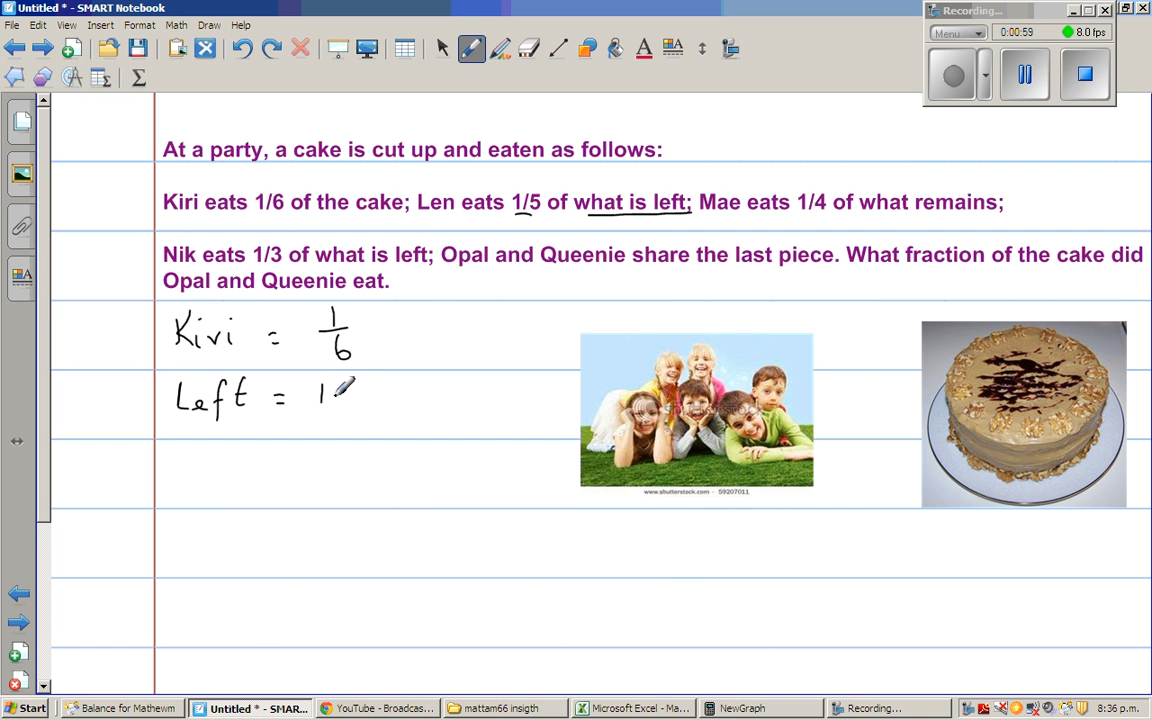 Untitled * - SMART Notebook
File Edit View Insert Format Math Draw Help
Recording...
Menu 0:00:59 8.0 fps
At a party, a cake is cut up and eaten as follows:
Kiri eats 1/6 of the cake; Len eats 1/5 of what is left; Mae eats 1/4 of what remains;
Nik eats 1/3 of what is left; Opal and Queenie share the last piece. What fraction of the cake did
Opal and Queenie eat.
Kiri = 1/6
Left = 1
www.shutterstock.com · 59207011
Start Balance for Mathewm Untitled * - SMAR... YouTube - Broadcas... mattam66 insigth Microsoft Excel - Ma... NewGraph Recording... 8:36 p.m.